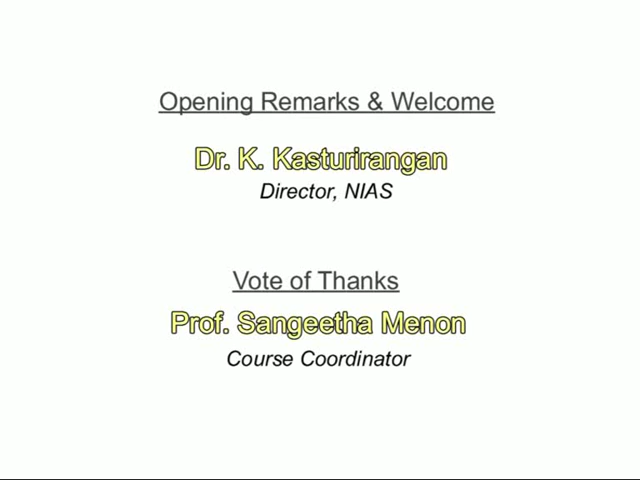 Opening Remarks & Welcome
Dr. K. Kasturirangan
Director, NIAS
Vote of Thanks
Prof. Sangeetha Menon
Course Coordinator